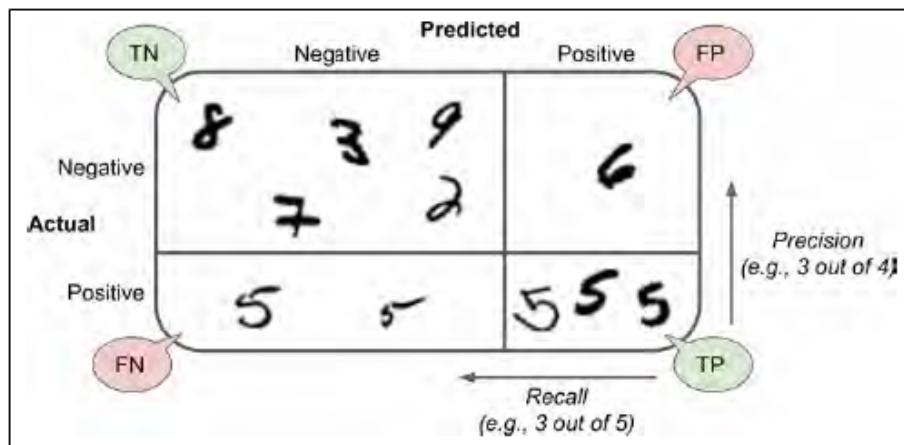 Predicted
TN
Negative
Positive
FP
8
3
9
6
Negative
7
2
Actual
Precision
(e.g., 3 out of 4)
Positive
5
5
5
5
5
FN
TP
Recall
(e.g., 3 out of 5)